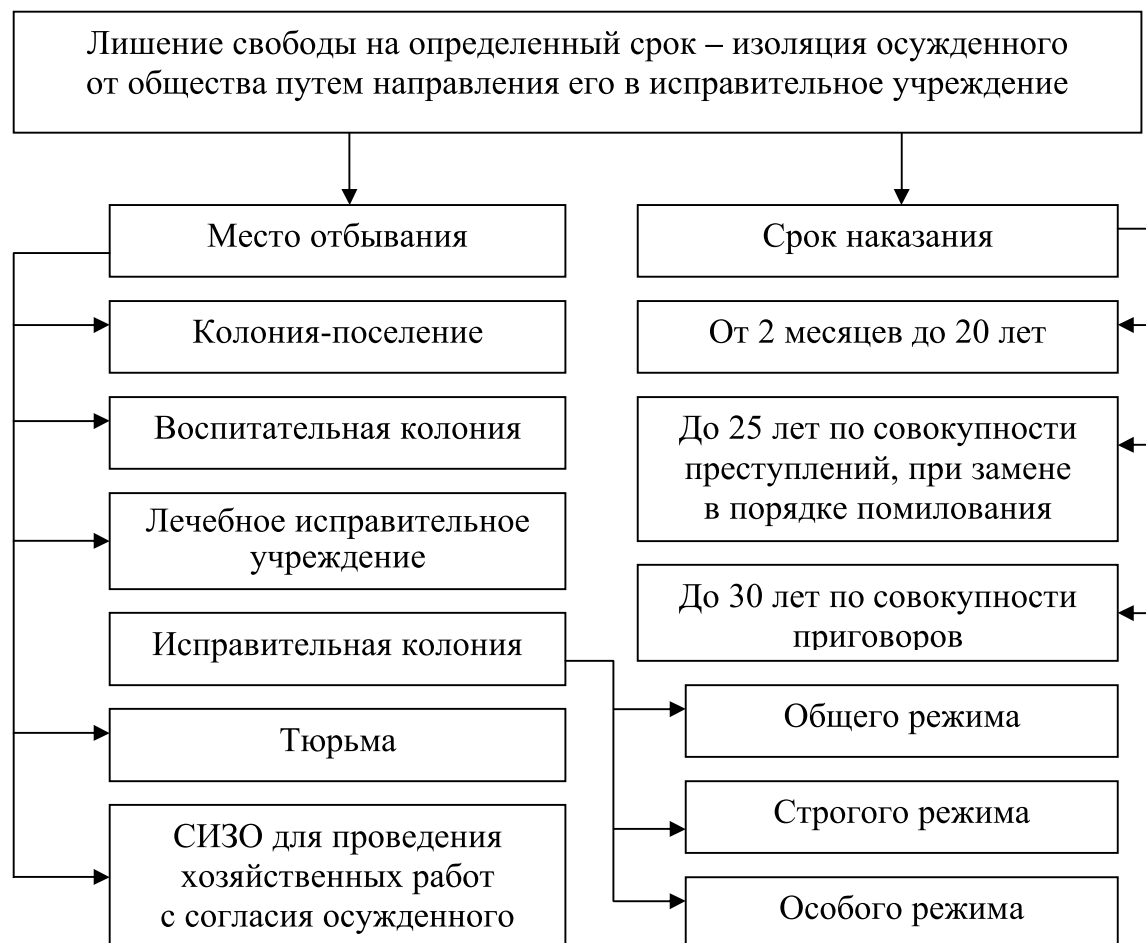 Лишение свободы на определенный срок – изоляция осужденного
от общества путем направления его в исправительное учреждение
Место отбывания
Колония-поселение
Воспитательная колония
Лечебное исправительное
учреждение
Исправительная колония
Тюрьма
СИЗО для проведения
хозяйственных работ
с согласия осужденного
Срок наказания
От 2 месяцев до 20 лет
До 25 лет по совокупности
преступлений, при замене
в порядке помилования
До 30 лет по совокупности
приговоров
Общего режима
Строгого режима
Особого режима